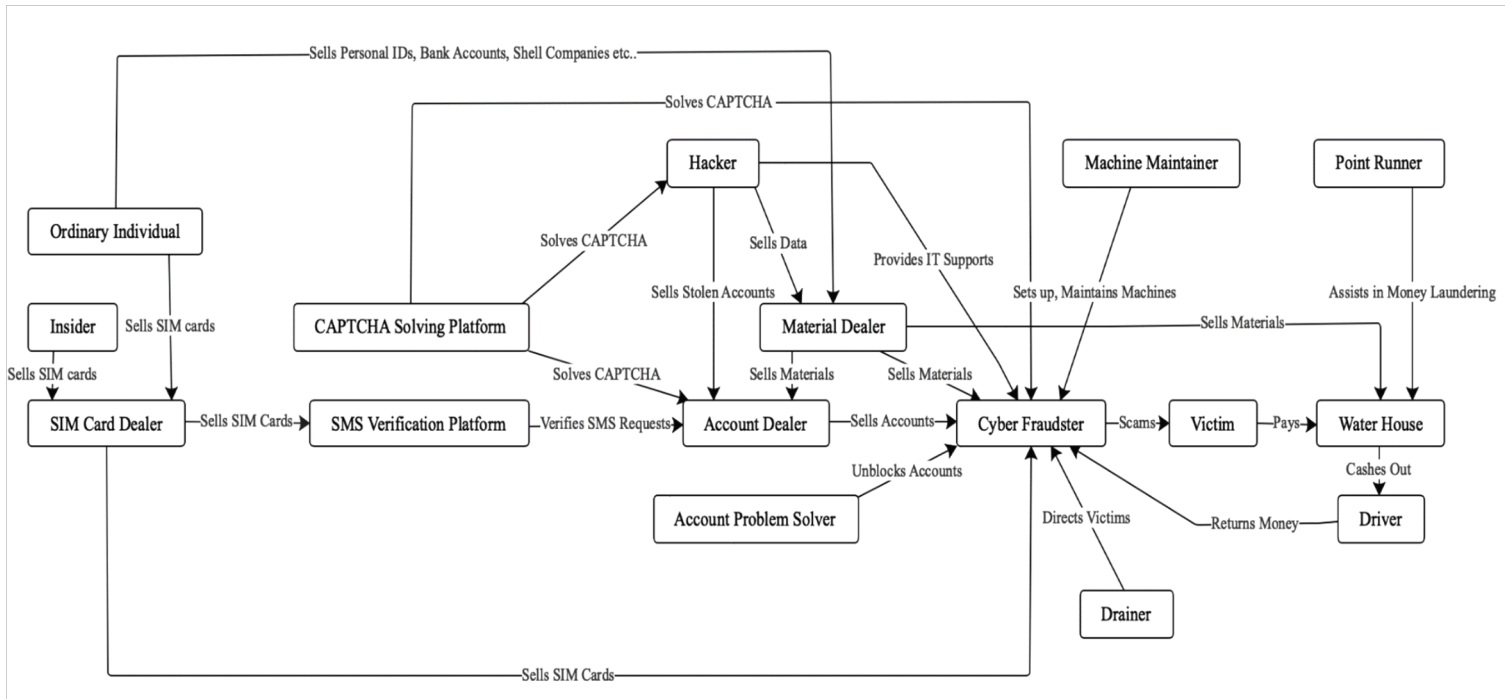 Sells Personal IDs, Bank Accounts, Shell Companies etc..
Solves CAPTCHA
Hacker
Machine Maintainer
Point Runner
Ordinary Individual
Solves CAPTCHA
Sells Data
Provides IT Supports
Sells Stolen Accounts
Sets up, Maintains Machines
Assists in Money Laundering
Insider
Sells SIM cards
CAPTCHA Solving Platform
Material Dealer
Sells Materials
Sells SIM cards
Solves CAPTCHA
Sells Materials
Sells Materials
SIM Card Dealer
Sells SIM Cards
SMS Verification Platform
Verifies SMS Requests
Account Dealer
Sells Accounts
Cyber Fraudster
Scams
Victim
Pays
Water House
Unblocks Accounts
Cashes Out
Account Problem Solver
Directs Victims
Returns Money
Driver
Drainer
Sells SIM Cards